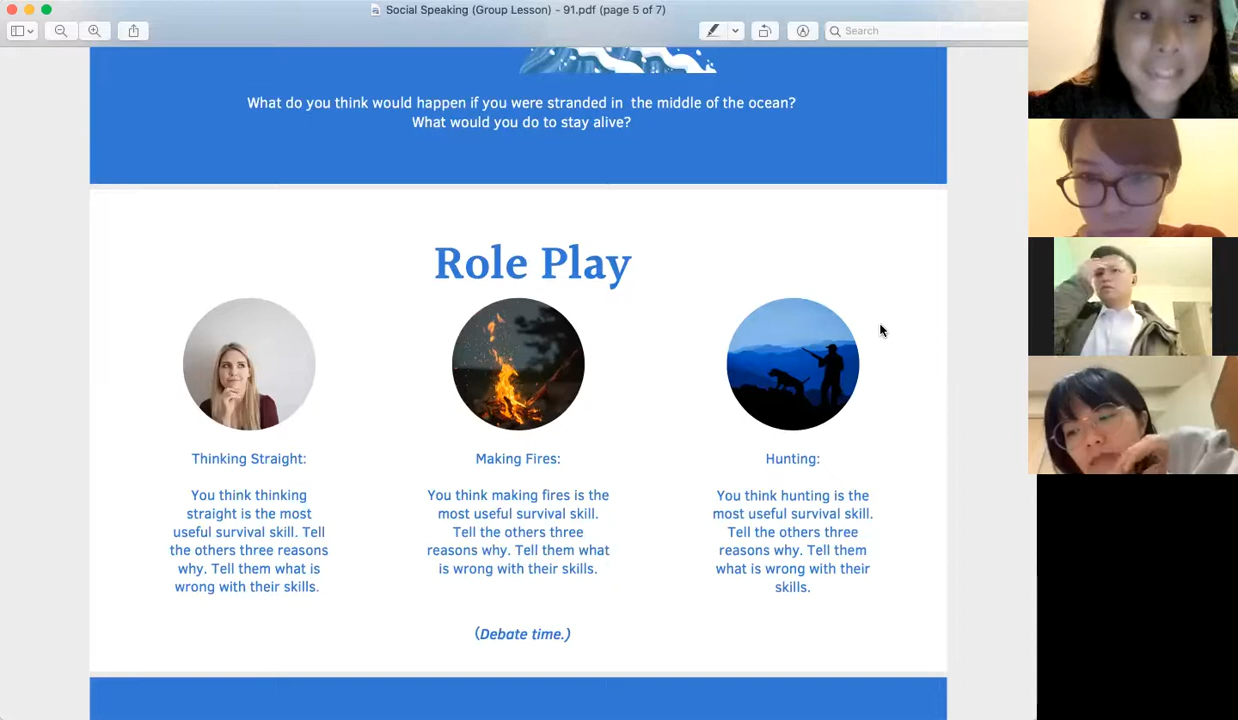 Social Speaking (Group Lesson) - 91.pdf (page 5 of 7)
Search
What do you think would happen if you were stranded in the middle of the ocean?
What would you do to stay alive?
Role Play
Thinking Straight:
You think thinking
straight is the most
useful survival skill. Tell
the others three reasons
why. Tell them what is
wrong with their skills.
Making Fires:
You think making fires is the
most useful survival skill.
Tell the others three
reasons why. Tell them what
is wrong with their skills.
Hunting:
You think hunting is the
most useful survival skill.
Tell the others three
reasons why. Tell them
what is wrong with their
skills.
(Debate time.)